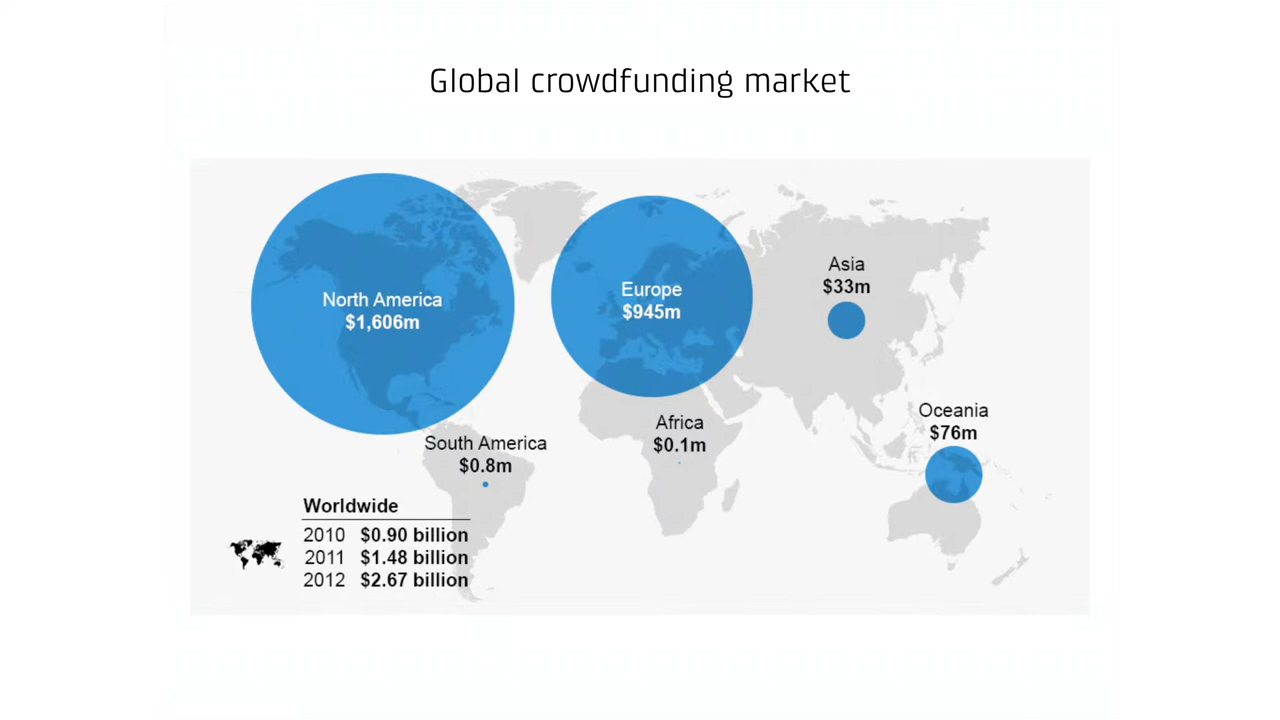 Global crowdfunding market
North America
$1,606m
Europe
$945m
Asia
$33m
Oceania
$76m
Africa
$0.1m
South America
$0.8m
Worldwide
2010 $0.90 billion
2011 $1.48 billion
2012 $2.67 billion